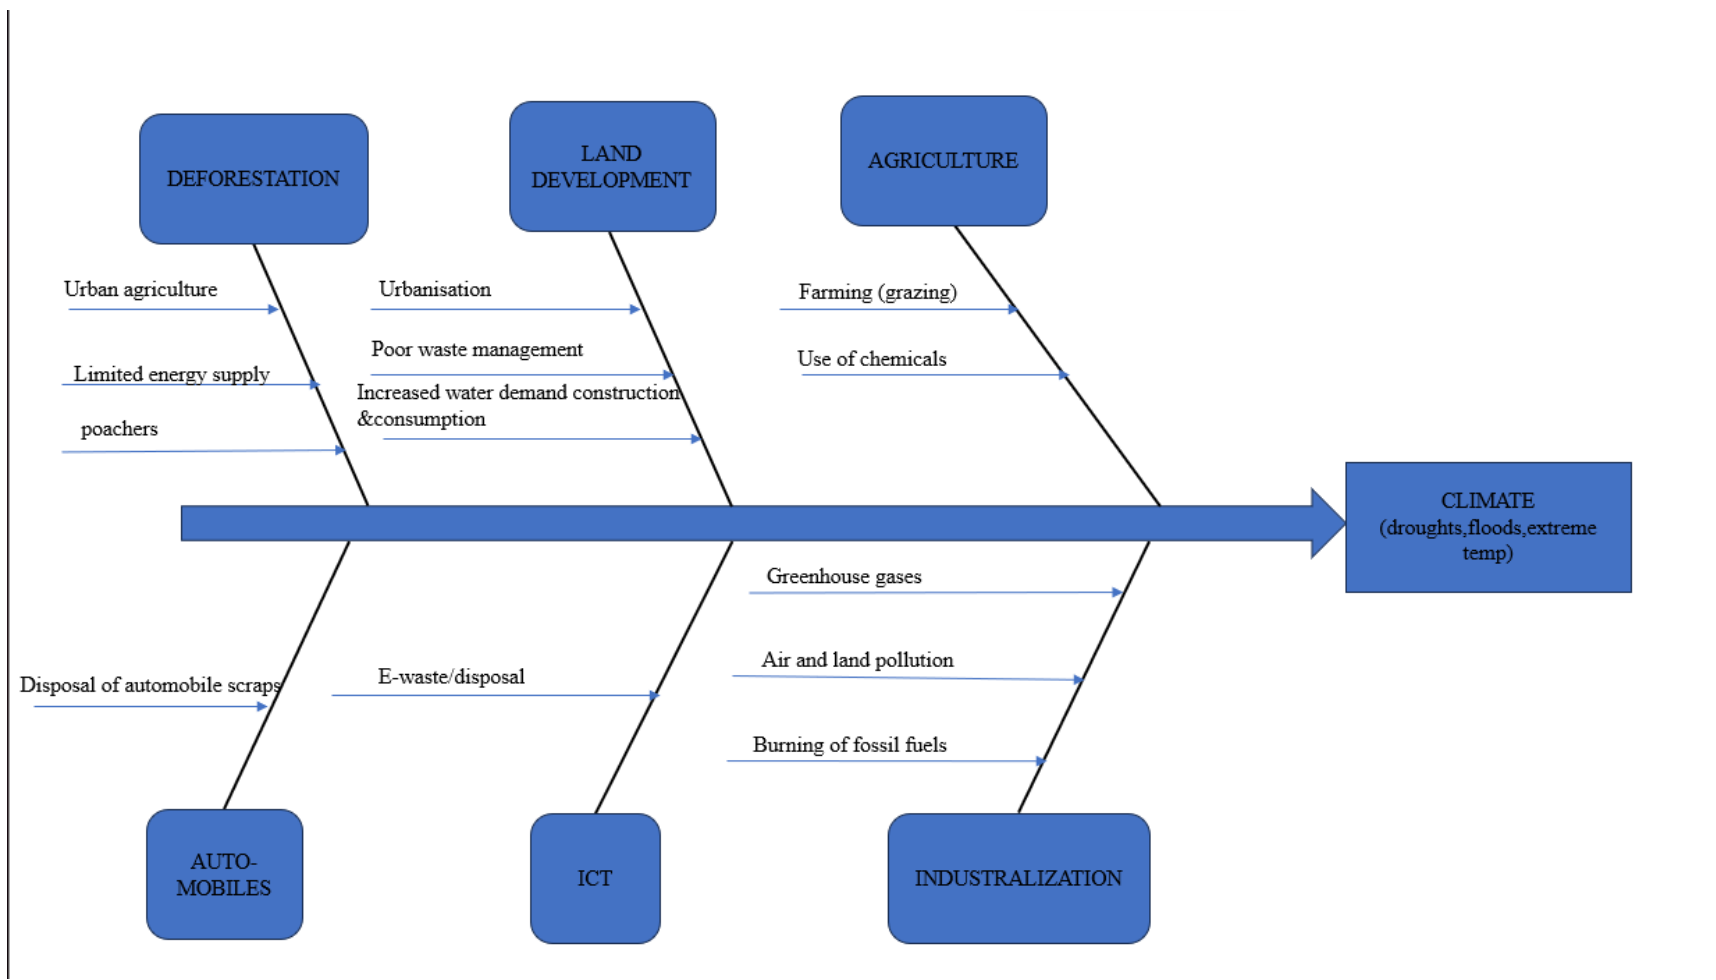 DEFORESTATION
LAND
DEVELOPMENT
AGRICULTURE
Urban agriculture
Limited energy supply
poachers
Urbanisation
Poor waste management
Increased water demand construction
&consumption
Farming (grazing)
Use of chemicals
CLIMATE
(droughts,floods,extreme
temp)
Disposal of automobile scraps
E-waste/disposal
Greenhouse gases
Air and land pollution
Burning of fossil fuels
AUTO-
MOBILES
ICT
INDUSTRALIZATION